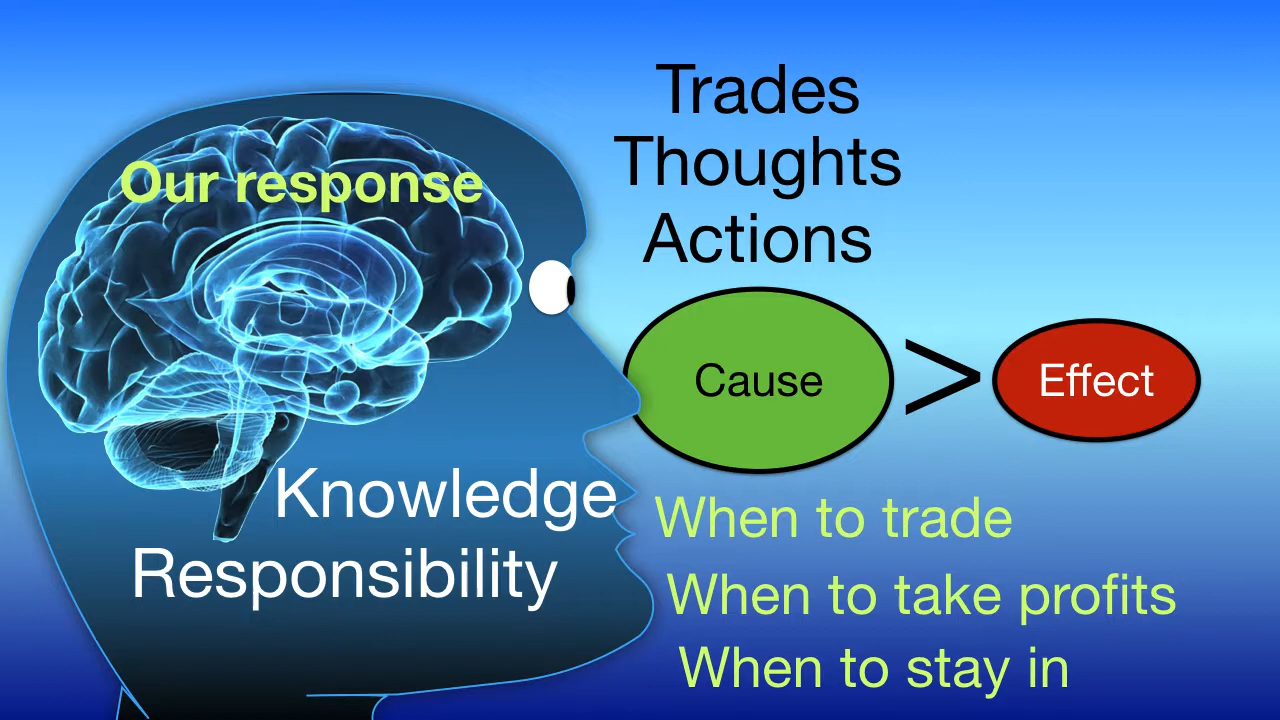 Trades
Thoughts
Actions
Our response
Cause > Effect
Knowledge
Responsibility
When to trade
When to take profits
When to stay in